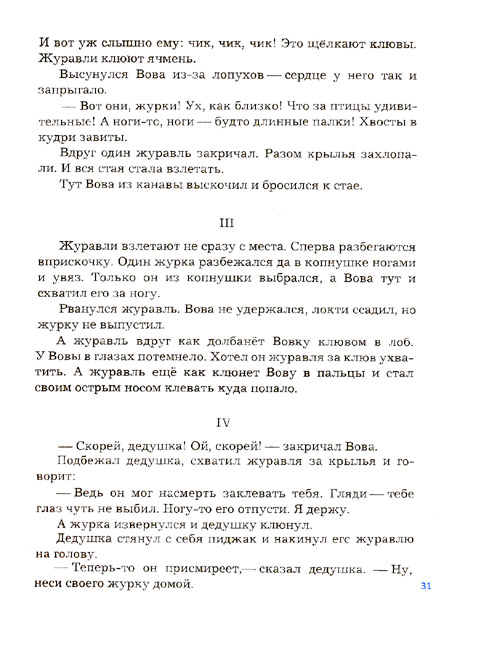 И вот уж слышно ему: чик, чик, чик! Это щёлкают клювы.
Журавли клюют ячмень.
Высунулся Вова из-за лопухов — сердце у него так и
запрыгало.
— Вот они, журки! Ух, как близко! Что за птицы удиви-
тельные! А ноги-то, ноги — будто длинные палки! Хвосты в
кудри завиты.
Вдруг один журавль закричал. Разом крылья захлопа-
ли. И вся стая стала взлетать.
Тут Вова из канавы выскочил и бросился к стае.
III
Журавли взлетают не сразу с места. Сперва разбегаются
вприскочку. Один журка разбежался да в копнушке ногами
и увяз. Только он из копнушки выбрался, а Вова тут и
схватил его за ногу.
Рванулся журавль. Вова не удержался, локти ссадил, но
журку не выпустил.
А журавль вдруг как долбанёт Вовку клювом в лоб.
У Вовы в глазах потемнело. Хотел он журавля за клюв ухва-
тить. А журавль ещё как клюнет Вову в пальцы и стал
своим острым носом клевать куда попало.
IV
— Скорей, дедушка! Ой, скорей! — закричал Вова.
Подбежал дедушка, схватил журавля за крылья и го-
ворит:
— Ведь он мог насмерть заклевать тебя. Гляди — тебе
глаз чуть не выбил. Ногу-то его отпусти. Я держу.
А журка извернулся и дедушку клюнул.
Дедушка стянул с себя пиджак и накинул егс журавлю
на голову.
— Теперь-то он присмиреет,— сказал дедушка. — Ну,
неси своего журку домой.
31